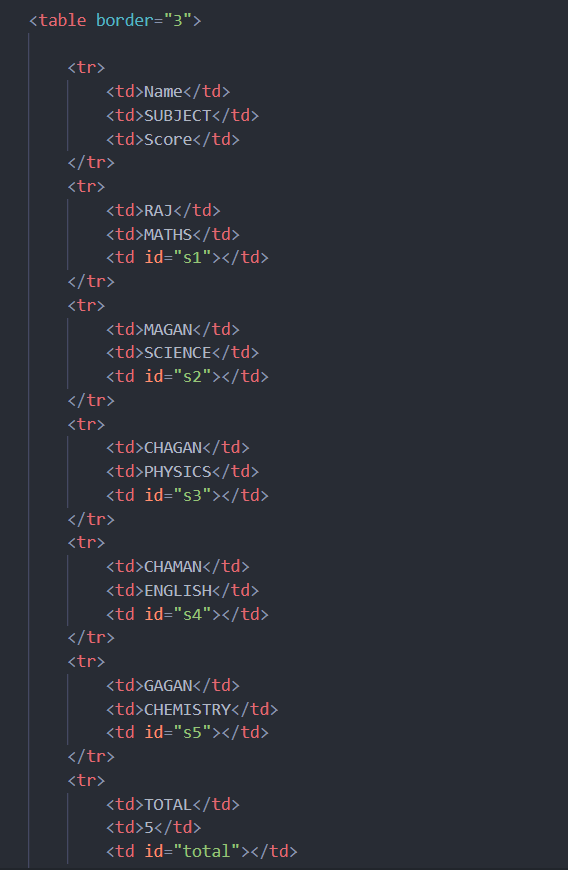 <table border="3">
<tr>
<td>Name</td>
<td>SUBJECT</td>
<td>Score</td>
</tr>
<tr>
<td>RAJ</td>
<td>MATHS</td>
<td id="s1"></td>
</tr>
<tr>
<td>MAGAN</td>
<td>SCIENCE</td>
<td id="s2"></td>
</tr>
<tr>
<td>CHAGAN</td>
<td>PHYSICS</td>
<td id="s3"></td>
</tr>
<tr>
<td>CHAMAN</td>
<td>ENGLISH</td>
<td id="s4"></td>
</tr>
<tr>
<td>GAGAN</td>
<td>CHEMISTRY</td>
<td id="s5"></td>
</tr>
<tr>
<td>TOTAL</td>
<td>5</td>
<td id="total"></td>